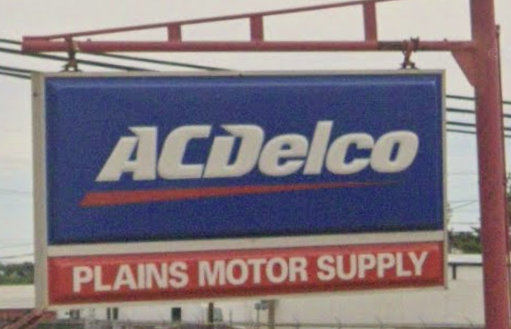 ACDelco
PLAINS MOTOR SUPPLY